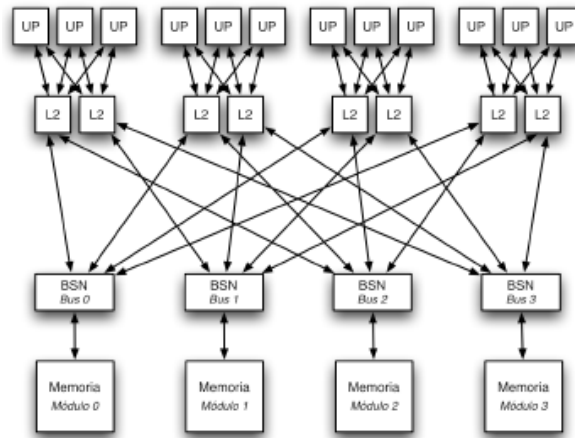 UP UP UP UP UP UP UP UP UP UP UP UP
L2 L2 L2 L2 L2 L2 L2 L2
BSN BSN BSN BSN
Bus 0 Bus 1 Bus 2 Bus 3
Memoria Memoria Memoria Memoria
Módulo 0 Módulo 1 Módulo 2 Módulo 3